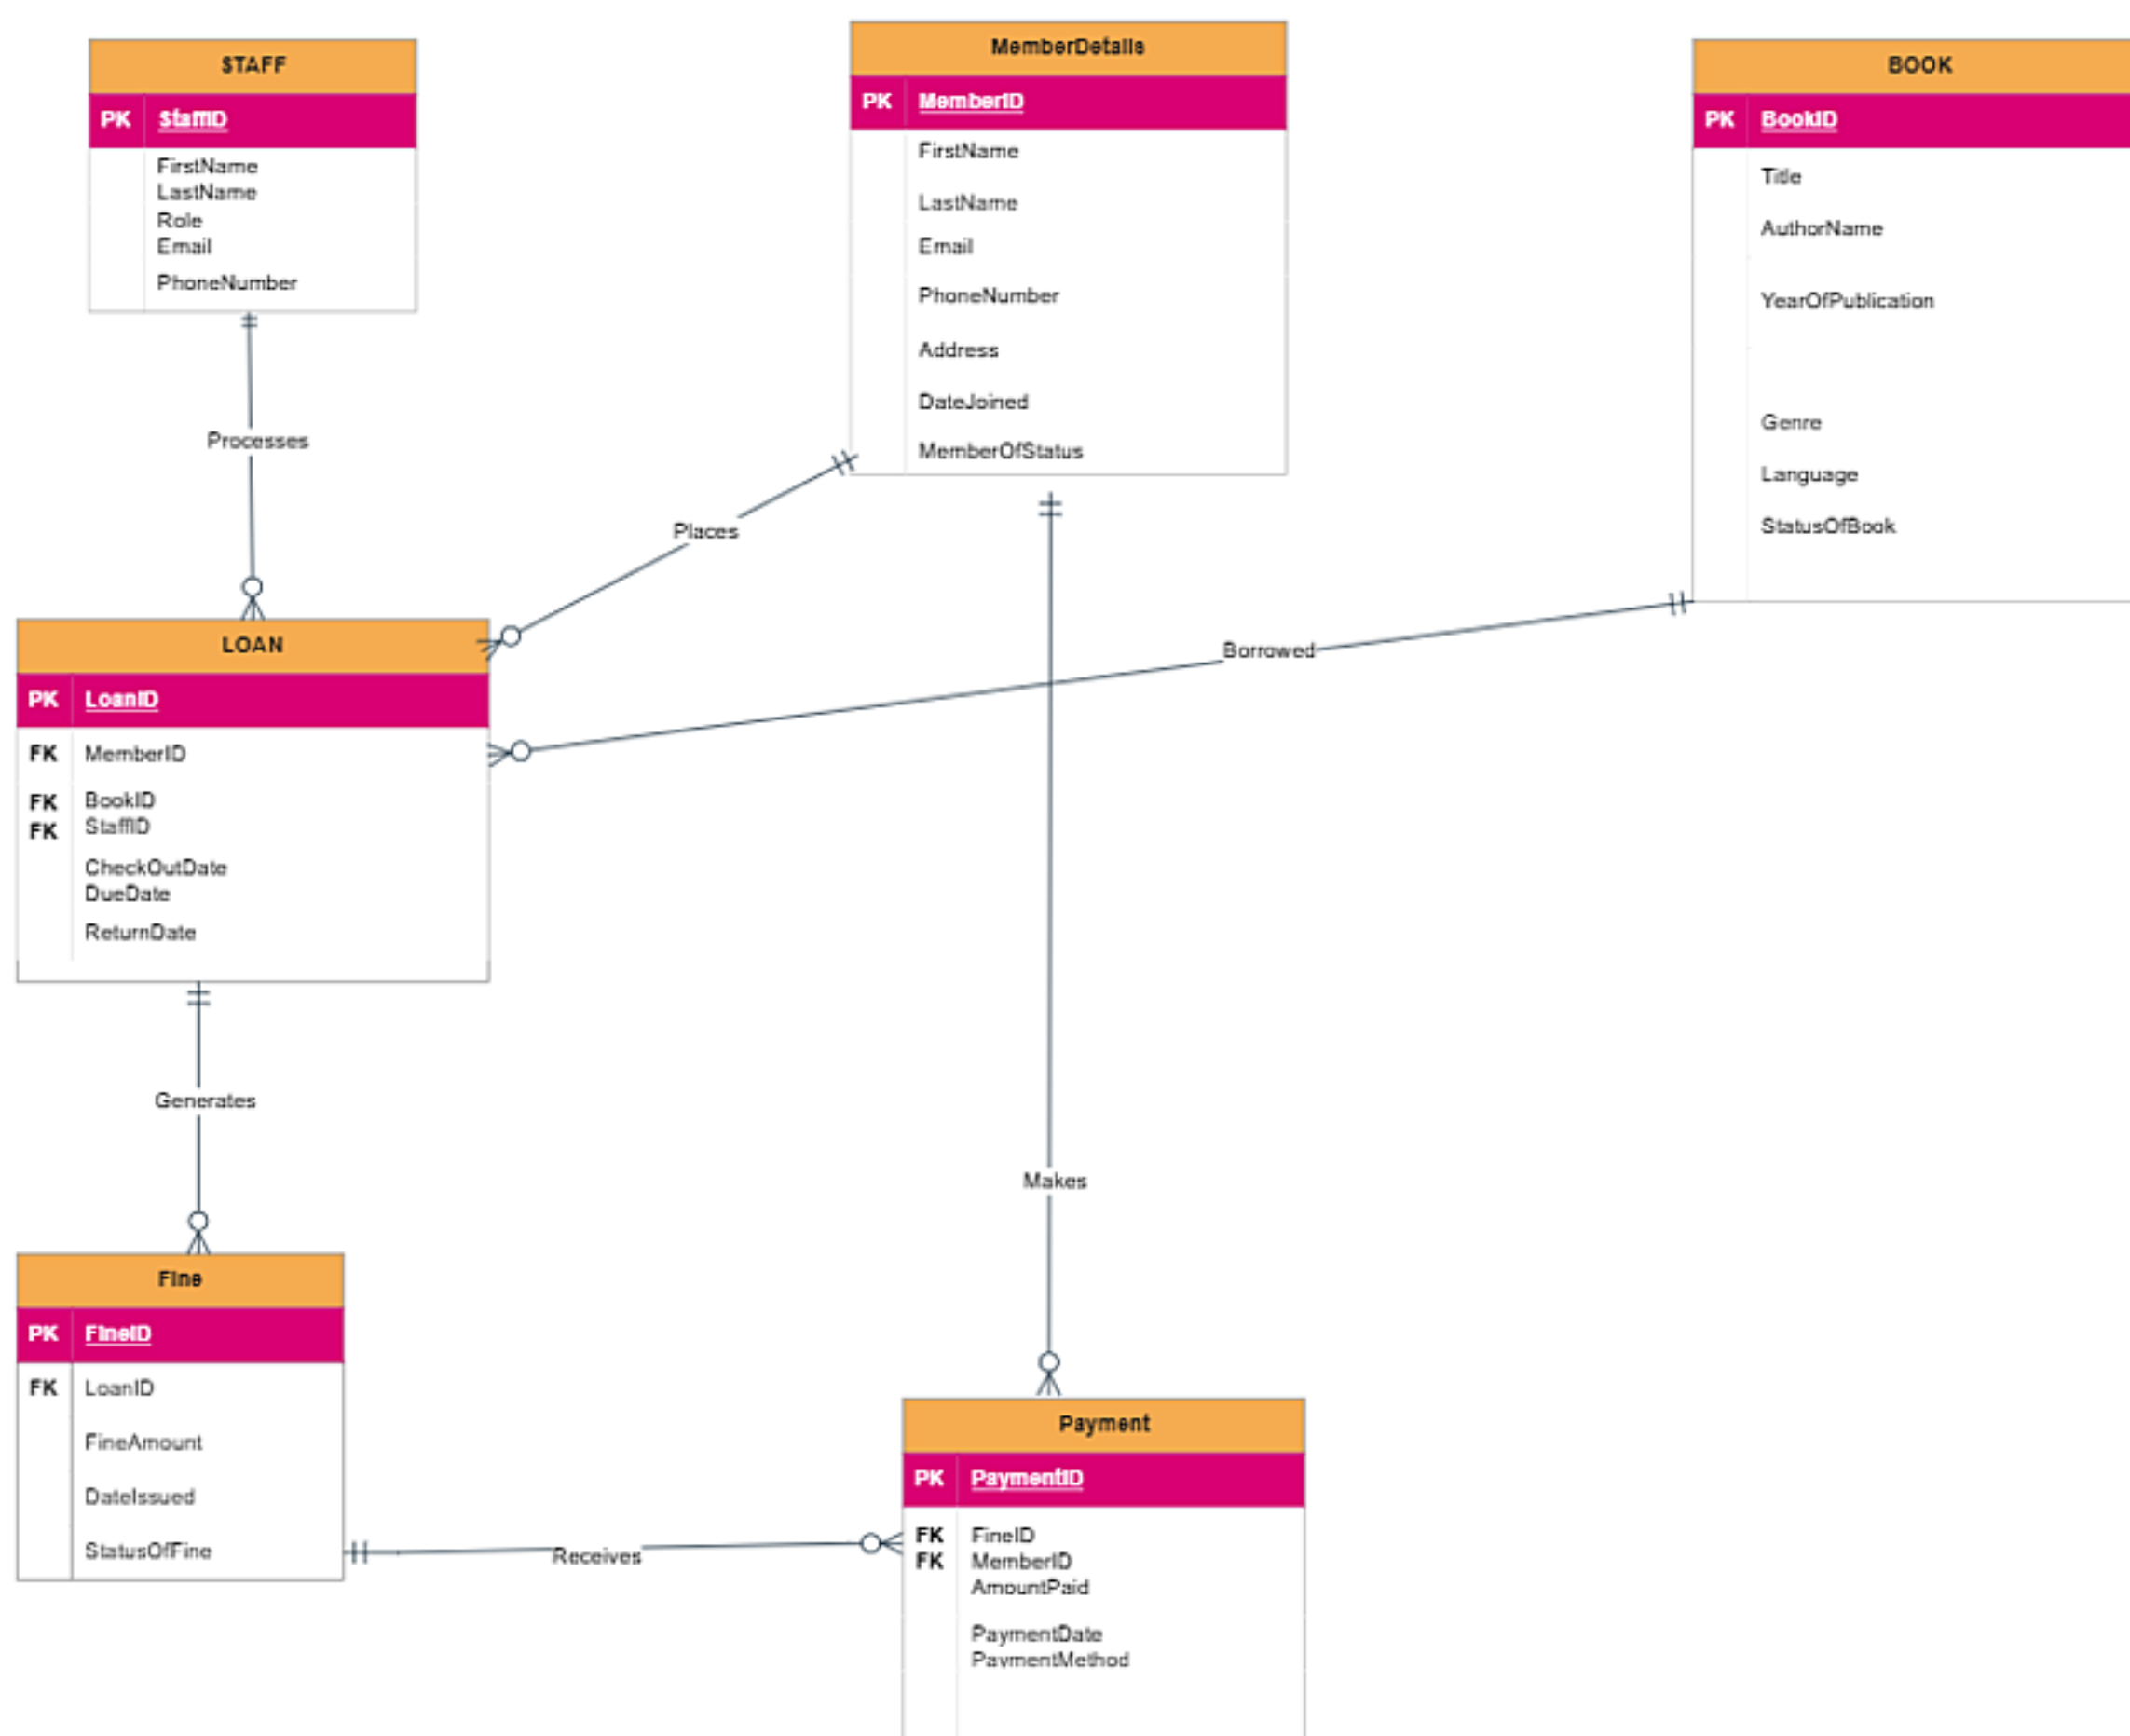 STAFF
PK StaffID
FirstName
LastName
Role
Email
PhoneNumber
MemberDetails
PK MemberID
FirstName
LastName
Email
PhoneNumber
Address
DateJoined
MemberOfStatus
BOOK
PK BookID
Title
AuthorName
YearOfPublication
Genre
Language
StatusOfBook
Processes
Places
Borrowed
LOAN
PK LoanID
FK MemberID
FK BookID
FK StaffID
CheckOutDate
DueDate
ReturnDate
Generates
Makes
Fine
PK FineID
FK LoanID
FineAmount
DateIssued
StatusOfFine
Receives
Payment
PK PaymentID
FK FineID
FK MemberID
AmountPaid
PaymentDate
PaymentMethod